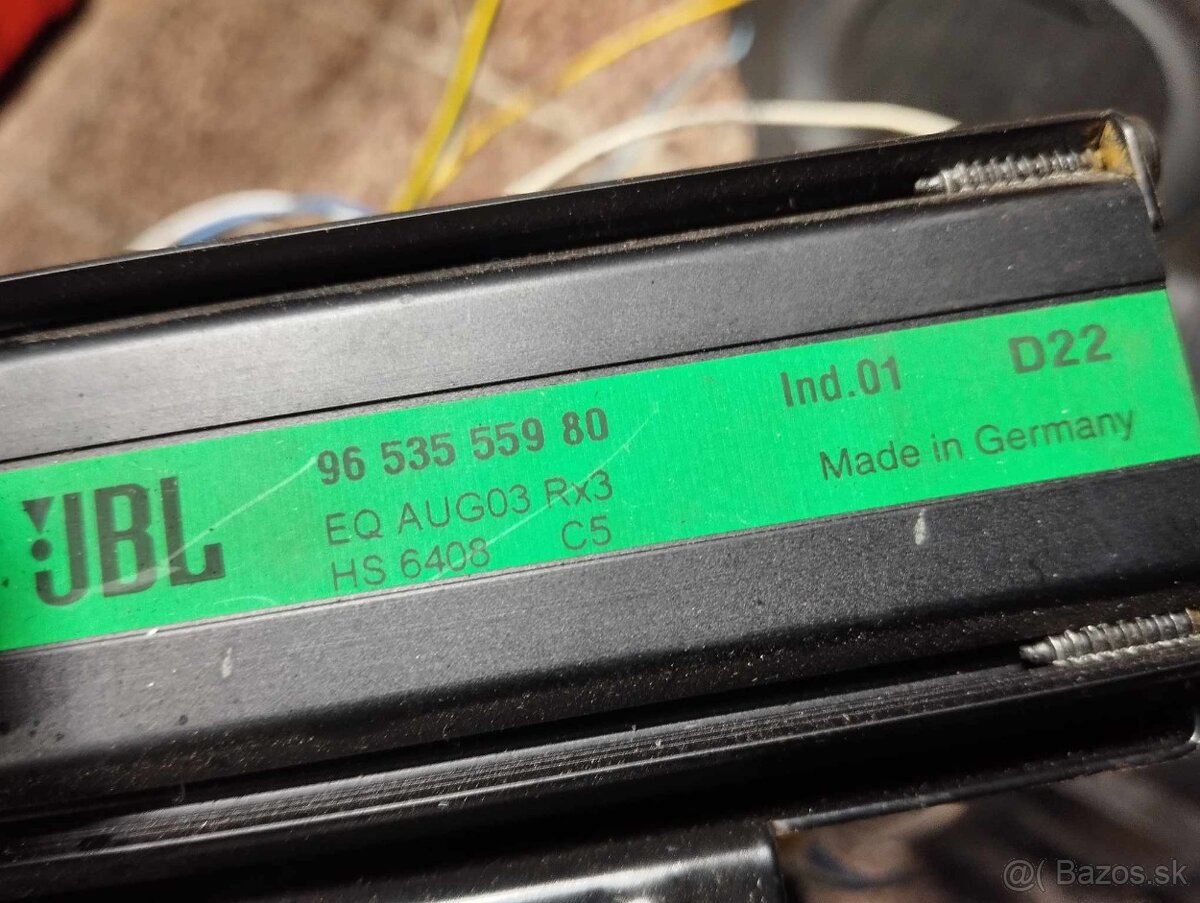 JBL
96 535 559 80
EQ AUG03 Rx3
HS 6408 C5
Ind.01 D22
Made in Germany
@( Bazos.sk